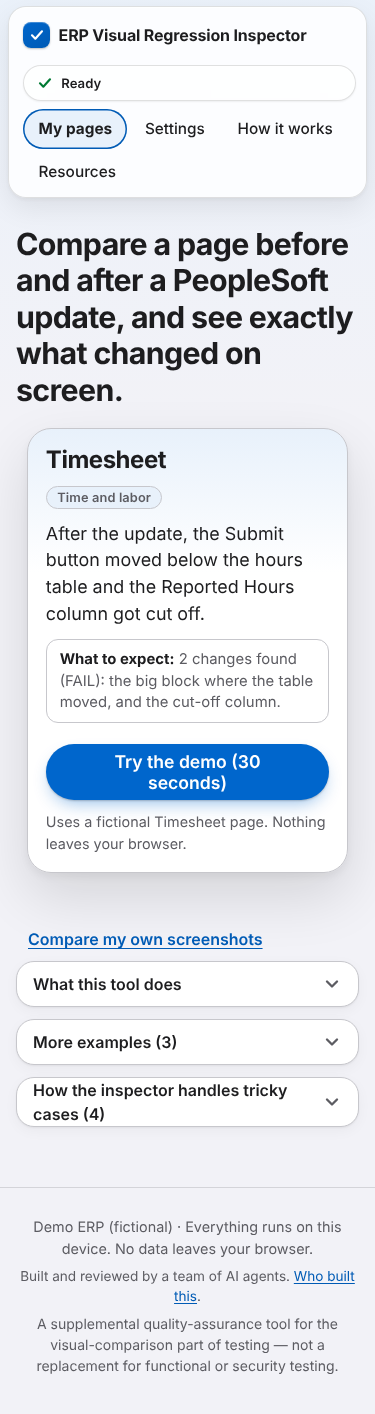 ERP Visual Regression Inspector
Ready
My pages
Settings
How it works
Resources
Compare a page before
and after a PeopleSoft
update, and see exactly
what changed on
screen.
Timesheet
Time and labor
After the update, the Submit
button moved below the hours
table and the Reported Hours
column got cut off.
What to expect: 2 changes found
(FAIL): the big block where the table
moved, and the cut-off column.
Try the demo (30
seconds)
Uses a fictional Timesheet page. Nothing
leaves your browser.
Compare my own screenshots
What this tool does
More examples (3)
How the inspector handles tricky
cases (4)
Demo ERP (fictional) · Everything runs on this
device. No data leaves your browser.
Built and reviewed by a team of AI agents. Who built
this.
A supplemental quality-assurance tool for the
visual-comparison part of testing — not a
replacement for functional or security testing.